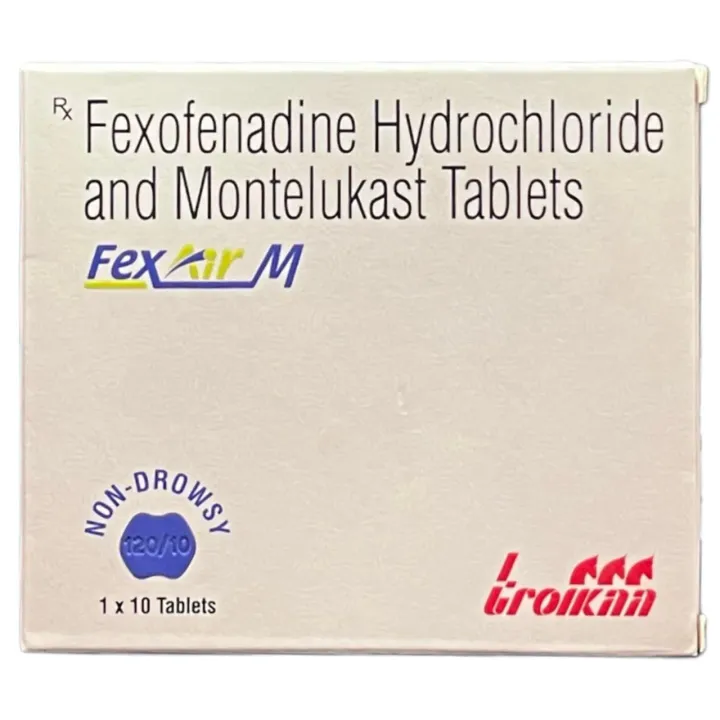 Rx Fexofenadine Hydrochloride
and Montelukast Tablets
FexAir M
NON-DROWSY
120/10
1 x 10 Tablets
troikaa